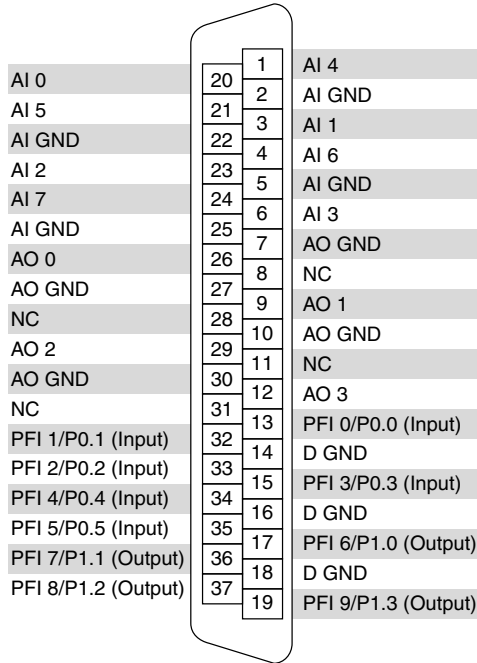 1 AI 4
AI 0 20
2 AI GND
AI 5 21
3 AI 1
AI GND 22
4 AI 6
AI 2 23
5 AI GND
AI 7 24
6 AI 3
AI GND 25
7 AO GND
AO 0 26
8 NC
AO GND 27
9 AO 1
NC 28
10 AO GND
AO 2 29
11 NC
AO GND 30
12 AO 3
NC 31
13 PFI 0/P0.0 (Input)
PFI 1/P0.1 (Input) 32
14 D GND
PFI 2/P0.2 (Input) 33
15 PFI 3/P0.3 (Input)
PFI 4/P0.4 (Input) 34
16 D GND
PFI 5/P0.5 (Input) 35
17 PFI 6/P1.0 (Output)
PFI 7/P1.1 (Output) 36
18 D GND
PFI 8/P1.2 (Output) 37
19 PFI 9/P1.3 (Output)